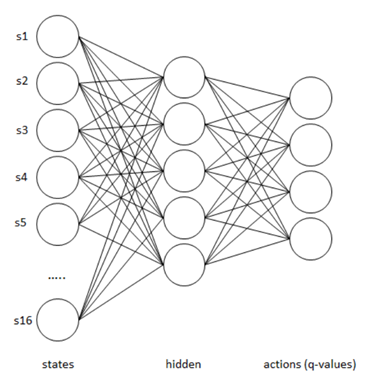 s1
s2
s3
s4
s5
.....
s16
states hidden actions (q-values)